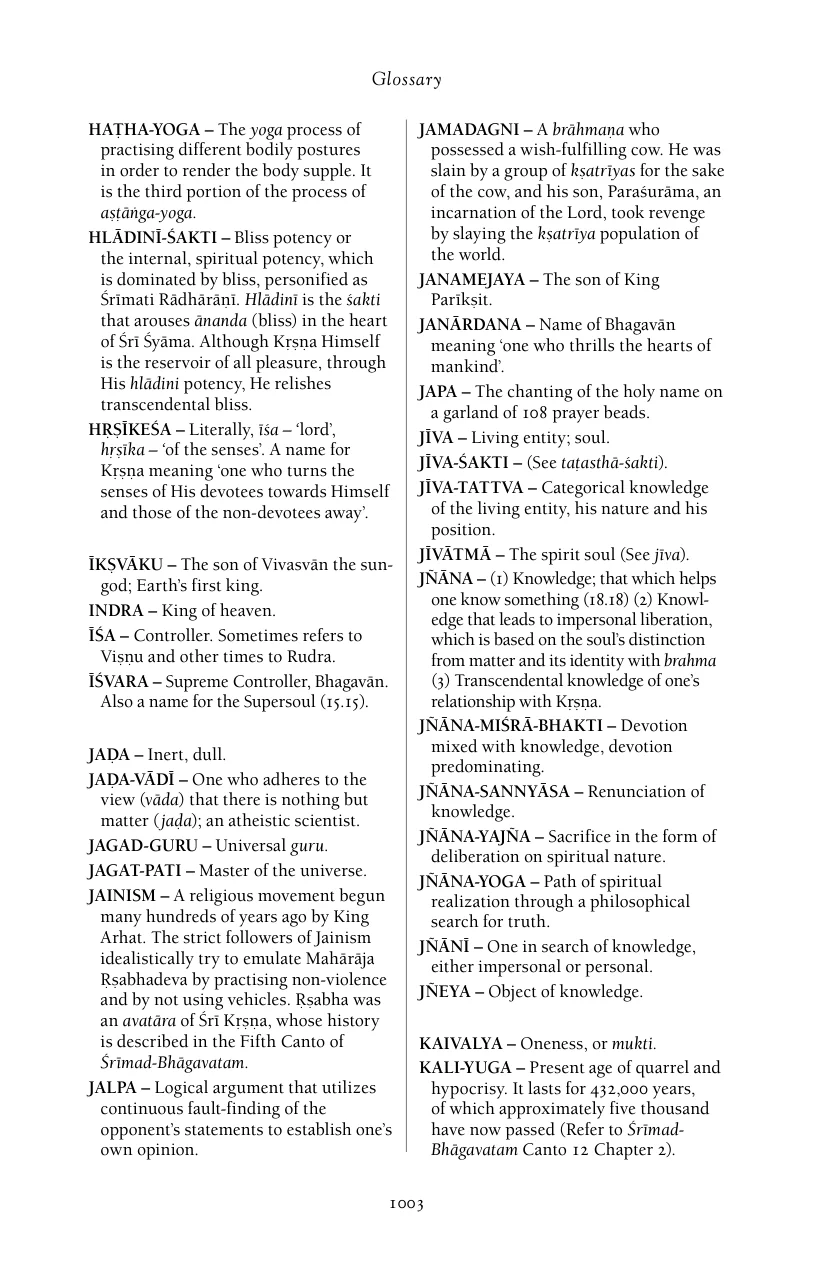 Glossary
HAṬHA-YOGA – The yoga process of
practising different bodily postures
in order to render the body supple. It
is the third portion of the process of
aṣṭāṅga-yoga.
HLĀDINĪ-ŚAKTI – Bliss potency or
the internal, spiritual potency, which
is dominated by bliss, personified as
Śrīmati Rādhārāṇī. Hlādinī is the śakti
that arouses ānanda (bliss) in the heart
of Śrī Śyāma. Although Kṛṣṇa Himself
is the reservoir of all pleasure, through
His hlādini potency, He relishes
transcendental bliss.
HṚṢĪKEŚA – Literally, īśa – ‘lord’,
hṛṣīka – ‘of the senses’. A name for
Kṛṣṇa meaning ‘one who turns the
senses of His devotees towards Himself
and those of the non-devotees away’.
ĪKṢVĀKU – The son of Vivasvān the sun-
god; Earth’s first king.
INDRA – King of heaven.
ĪŚA – Controller. Sometimes refers to
Viṣṇu and other times to Rudra.
ĪŚVARA – Supreme Controller, Bhagavān.
Also a name for the Supersoul (15.15).
JAḌA – Inert, dull.
JAḌA-VĀDĪ – One who adheres to the
view (vāda) that there is nothing but
matter (jaḍa); an atheistic scientist.
JAGAD-GURU – Universal guru.
JAGAT-PATI – Master of the universe.
JAINISM – A religious movement begun
many hundreds of years ago by King
Arhat. The strict followers of Jainism
idealistically try to emulate Mahārāja
Ṛṣabhadeva by practising non-violence
and by not using vehicles. Ṛṣabha was
an avatāra of Śrī Kṛṣṇa, whose history
is described in the Fifth Canto of
Śrīmad-Bhāgavatam.
JALPA – Logical argument that utilizes
continuous fault-finding of the
opponent’s statements to establish one’s
own opinion.
JAMADAGNI – A brāhmaṇa who
possessed a wish-fulfilling cow. He was
slain by a group of kṣatrīyas for the sake
of the cow, and his son, Paraśurāma, an
incarnation of the Lord, took revenge
by slaying the kṣatrīya population of
the world.
JANAMEJAYA – The son of King
Parīkṣit.
JANĀRDANA – Name of Bhagavān
meaning ‘one who thrills the hearts of
mankind’.
JAPA – The chanting of the holy name on
a garland of 108 prayer beads.
JĪVA – Living entity; soul.
JĪVA-ŚAKTI – (See taṭasthā-śakti).
JĪVA-TATTVA – Categorical knowledge
of the living entity, his nature and his
position.
JĪVĀTMĀ – The spirit soul (See jīva).
JÑĀNA – (1) Knowledge; that which helps
one know something (18.18) (2) Knowl-
edge that leads to impersonal liberation,
which is based on the soul’s distinction
from matter and its identity with brahma
(3) Transcendental knowledge of one’s
relationship with Kṛṣṇa.
JÑĀNA-MIŚRĀ-BHAKTI – Devotion
mixed with knowledge, devotion
predominating.
JÑĀNA-SANNYĀSA – Renunciation of
knowledge.
JÑĀNA-YAJÑA – Sacrifice in the form of
deliberation on spiritual nature.
JÑĀNA-YOGA – Path of spiritual
realization through a philosophical
search for truth.
JÑĀNĪ – One in search of knowledge,
either impersonal or personal.
JÑEYA – Object of knowledge.
KAIVALYA – Oneness, or mukti.
KALI-YUGA – Present age of quarrel and
hypocrisy. It lasts for 432,000 years,
of which approximately five thousand
have now passed (Refer to Śrīmad-
Bhāgavatam Canto 12 Chapter 2).
1003